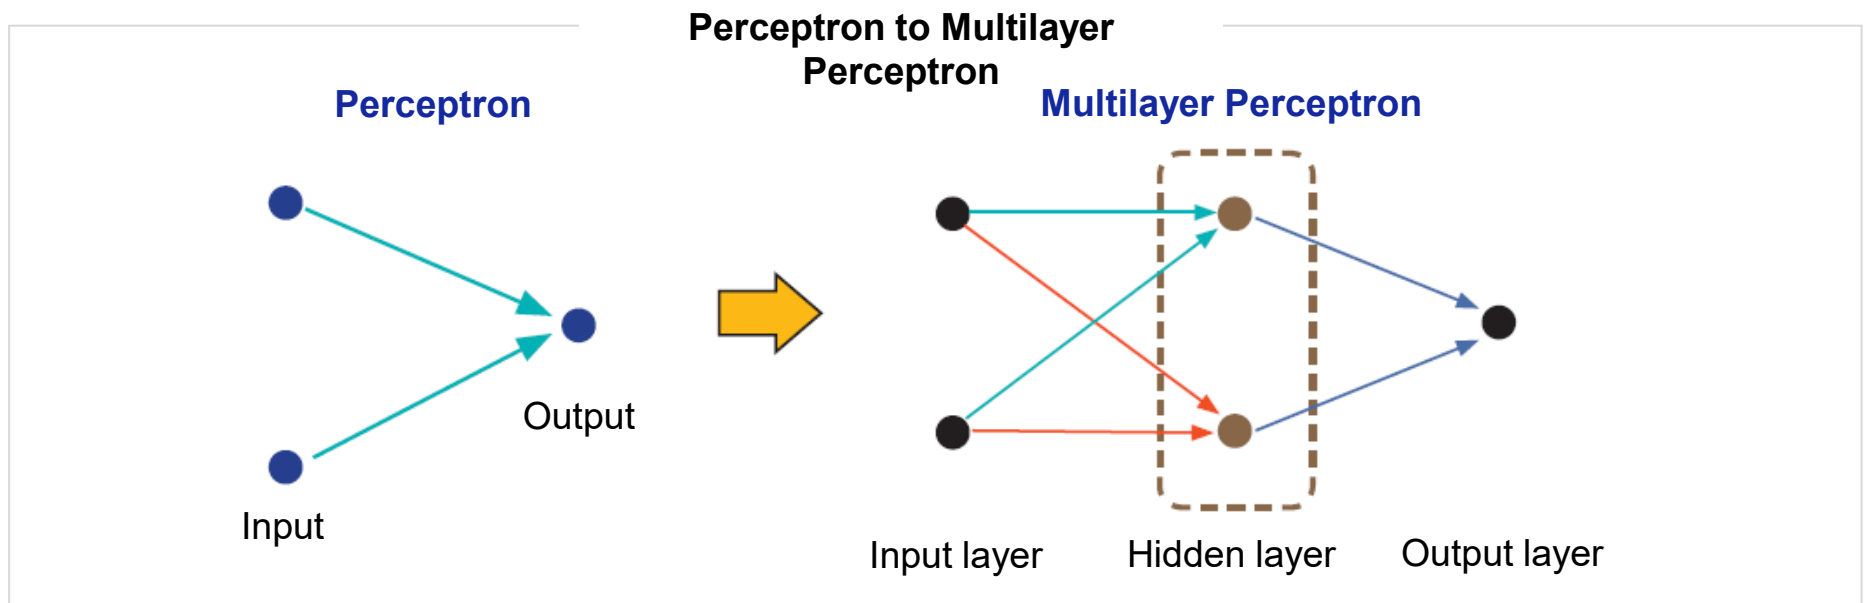 Perceptron to Multilayer
Perceptron
Perceptron
Multilayer Perceptron
Output
Input
Input layer
Hidden layer
Output layer